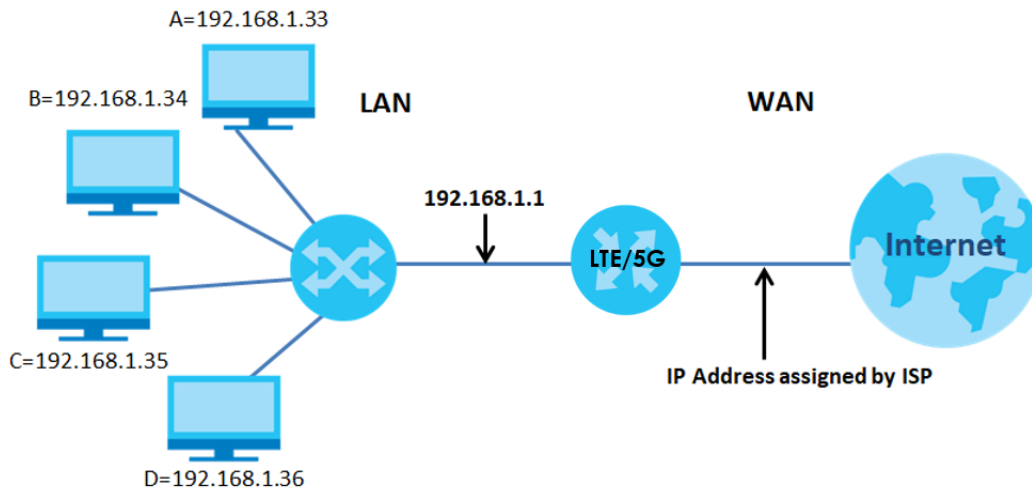 A=192.168.1.33
B=192.168.1.34
LAN
WAN
192.168.1.1
LTE/5G
Internet
C=192.168.1.35
IP Address assigned by ISP
D=192.168.1.36